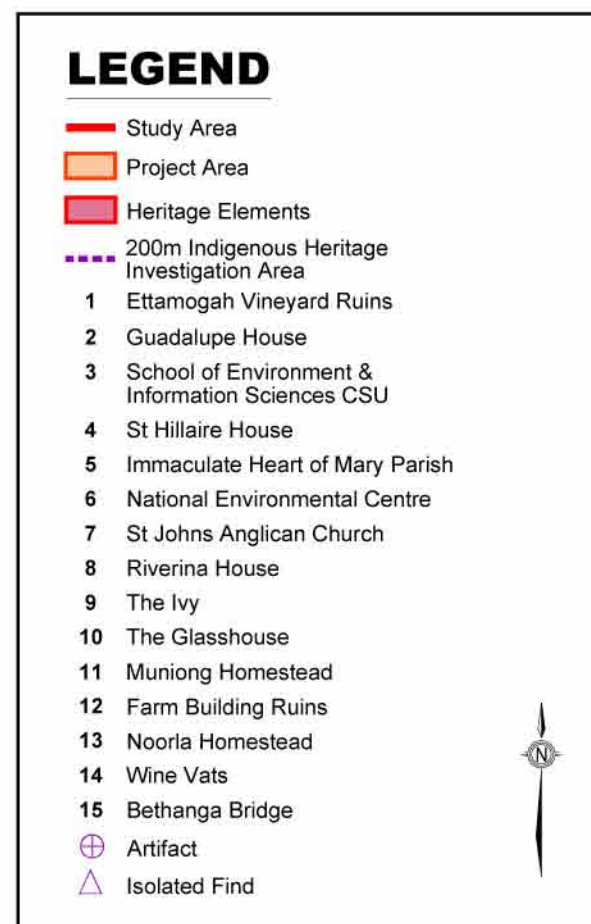 LEGEND
Study Area
Project Area
Heritage Elements
200m Indigenous Heritage
Investigation Area
1 Ettamogah Vineyard Ruins
2 Guadalupe House
3 School of Environment &
Information Sciences CSU
4 St Hillaire House
5 Immaculate Heart of Mary Parish
6 National Environmental Centre
7 St Johns Anglican Church
8 Riverina House
9 The Ivy
10 The Glasshouse
11 Muniong Homestead
12 Farm Building Ruins
13 Noorla Homestead
14 Wine Vats
15 Bethanga Bridge
Artifact
Isolated Find
N